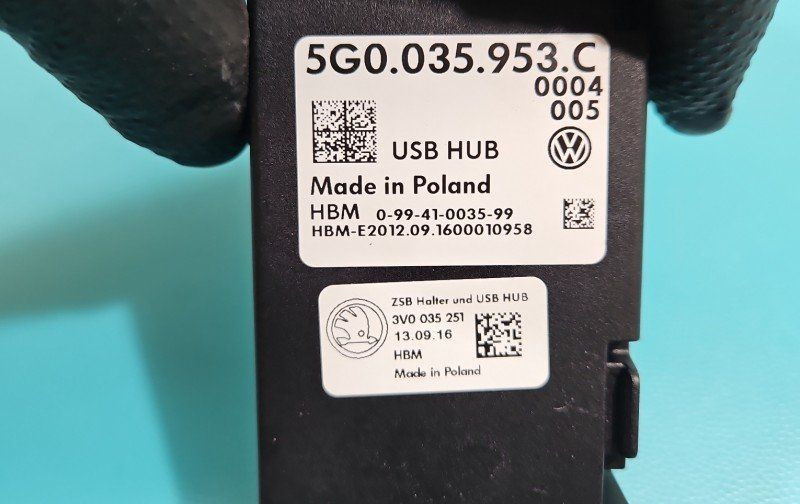 5G0.035.953.C
0004
005
USB HUB
Made in Poland
HBM 0-99-41-0035-99
HBM-E2012.09.1600010958
ZSB Halter und USB HUB
3V0 035 251
13.09.16
HBM
Made in Poland